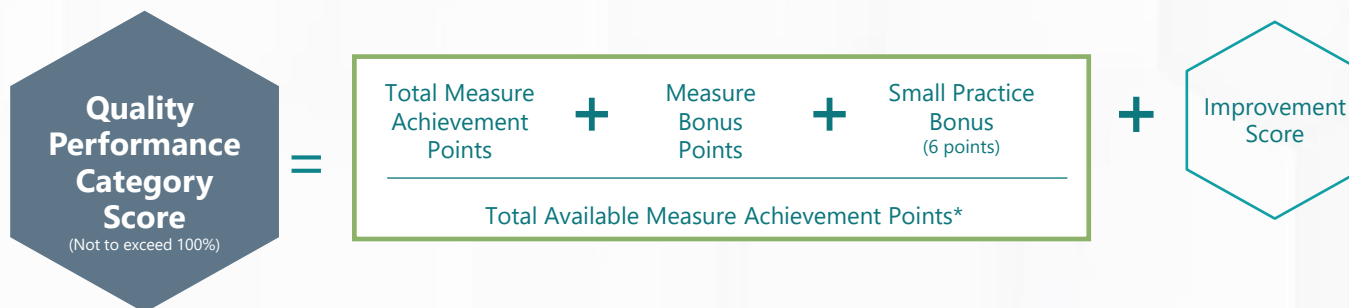 Quality
Performance
Category
Score
(Not to exceed 100%)
=
Total Measure
Achievement
Points
+
Measure
Bonus
Points
+
Small Practice
Bonus
(6 points)
Total Available Measure Achievement Points*
+
Improvement
Score